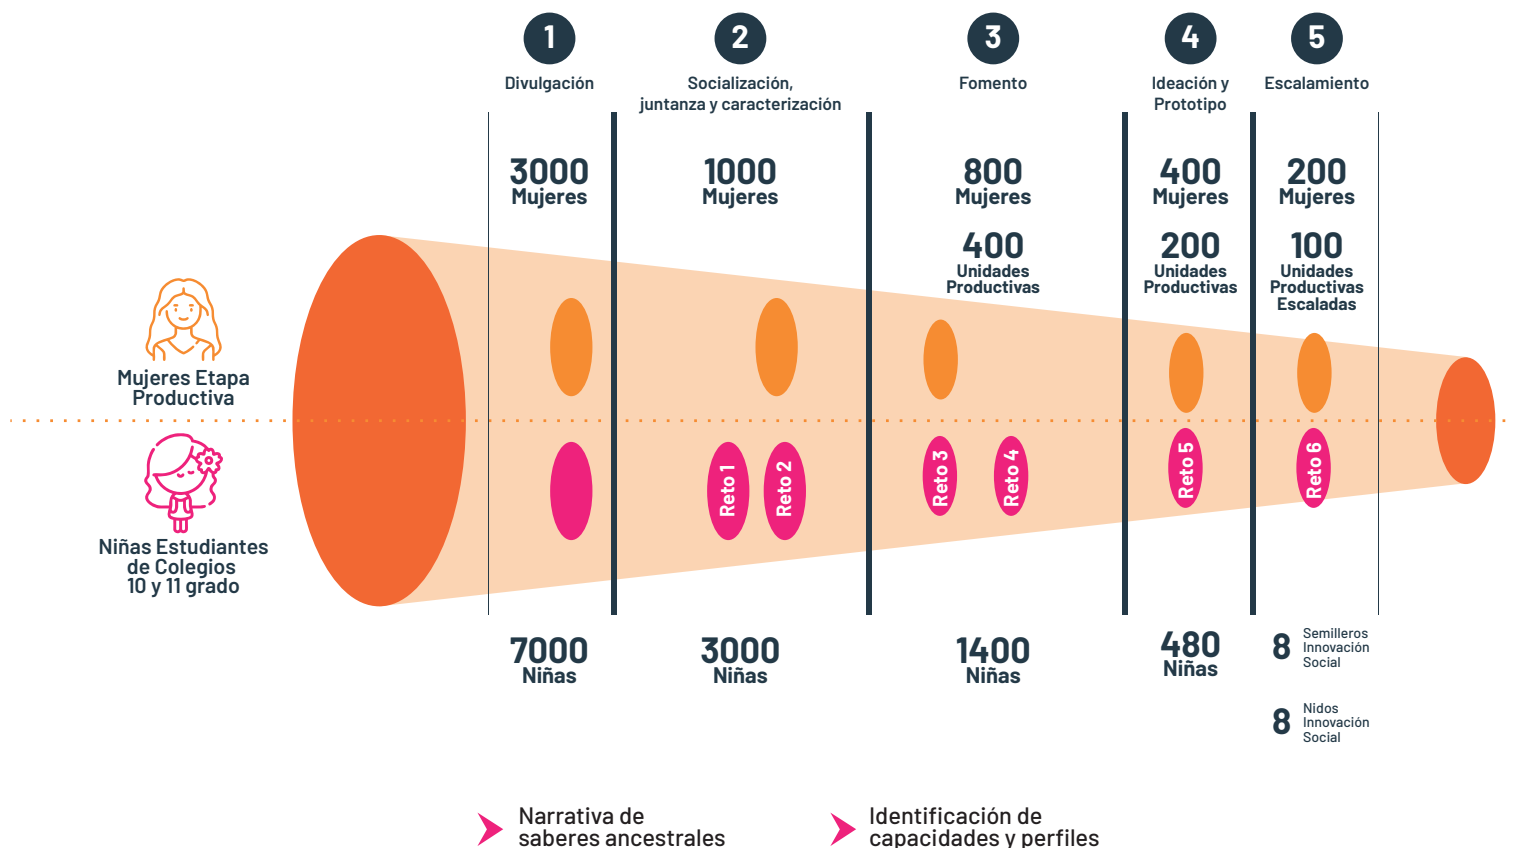 1
Divulgación
2
Socialización,
juntanza y caracterización
3
Fomento
4
Ideación y
Prototipo
5
Escalamiento
3000
Mujeres
1000
Mujeres
800
Mujeres
400
Unidades
Productivas
400
Mujeres
200
Unidades
Productivas
200
Mujeres
100
Unidades
Productivas
Escaladas
Mujeres Etapa
Productiva
Niñas Estudiantes
de Colegios
10 y 11 grado
Reto 1
Reto 2
Reto 3
Reto 4
Reto 5
Reto 6
7000
Niñas
3000
Niñas
1400
Niñas
480
Niñas
8
Semilleros
Innovación
Social
8
Nidos
Innovación
Social
Narrativa de
saberes ancestrales
Identificación de
capacidades y perfiles